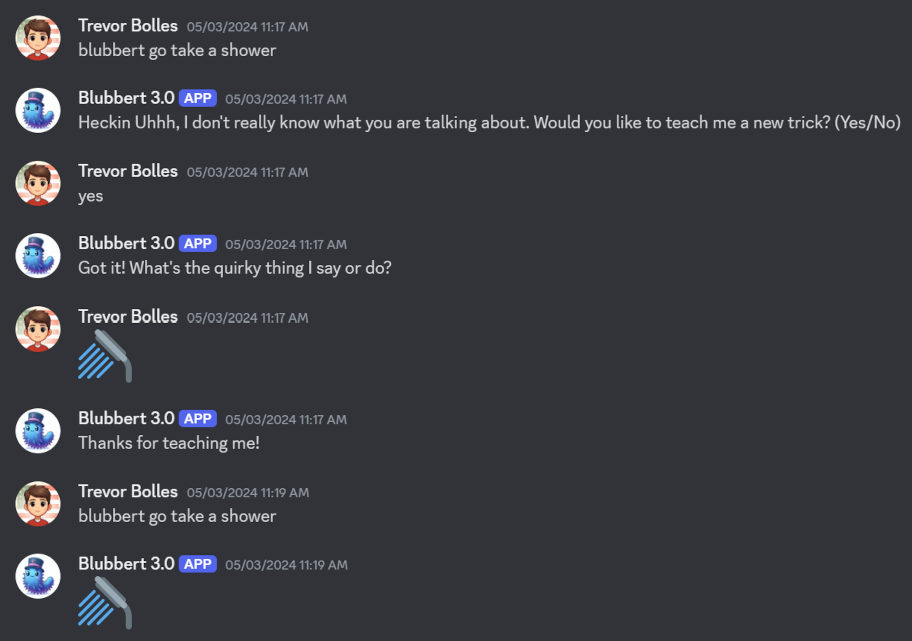 Trevor Bolles 05/03/2024 11:17 AM
blubbert go take a shower
Blubbert 3.0 APP 05/03/2024 11:17 AM
Heckin Uhhh, I don't really know what you are talking about. Would you like to teach me a new trick? (Yes/No)
Trevor Bolles 05/03/2024 11:17 AM
yes
Blubbert 3.0 APP 05/03/2024 11:17 AM
Got it! What's the quirky thing I say or do?
Trevor Bolles 05/03/2024 11:17 AM
Blubbert 3.0 APP 05/03/2024 11:17 AM
Thanks for teaching me!
Trevor Bolles 05/03/2024 11:19 AM
blubbert go take a shower
Blubbert 3.0 APP 05/03/2024 11:19 AM